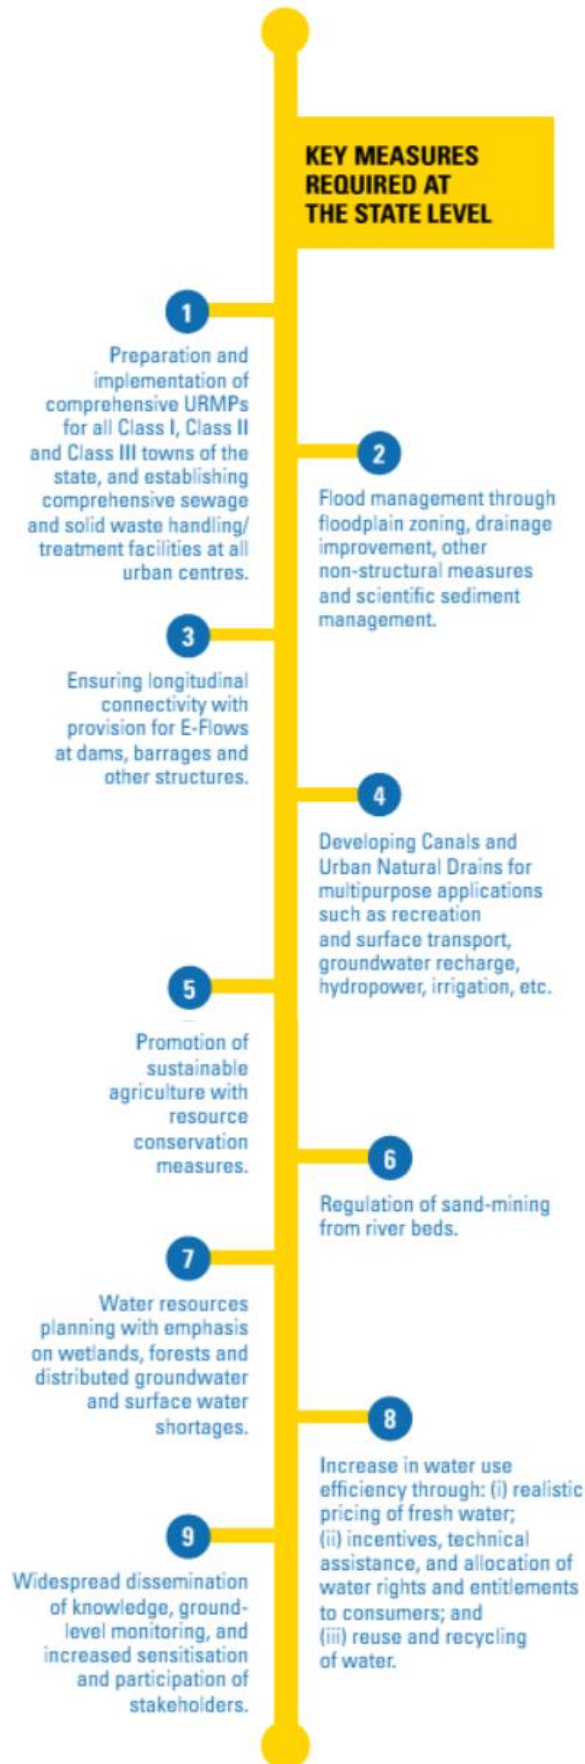 KEY MEASURES
REQUIRED AT
THE STATE LEVEL
1
Preparation and
implementation of
comprehensive URMPs
for all Class I, Class II
and Class III towns of the
state, and establishing
comprehensive sewage
and solid waste handling/
treatment facilities at all
urban centres.
2
Flood management through
floodplain zoning, drainage
improvement, other
non-structural measures
and scientific sediment
management.
3
Ensuring longitudinal
connectivity with
provision for E-Flows
at dams, barrages and
other structures.
4
Developing Canals and
Urban Natural Drains for
multipurpose applications
such as recreation
and surface transport,
groundwater recharge,
hydropower, irrigation, etc.
5
Promotion of
sustainable
agriculture with
resource
conservation
measures.
6
Regulation of sand-mining
from river beds.
7
Water resources
planning with emphasis
on wetlands, forests and
distributed groundwater
and surface water
shortages.
8
Increase in water use
efficiency through: (i) realistic
pricing of fresh water;
(ii) incentives, technical
assistance, and allocation of
water rights and entitlements
to consumers; and
(iii) reuse and recycling
of water.
9
Widespread dissemination
of knowledge, ground-
level monitoring, and
increased sensitisation
and participation of
stakeholders.